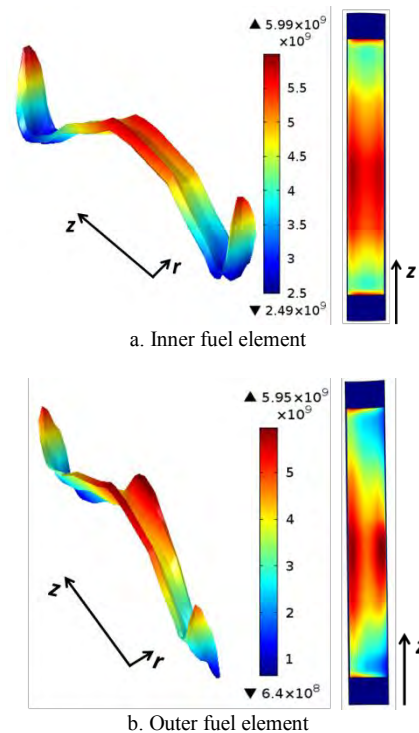 ▲ 5.99×10⁹
×10⁹
6
5.5
5
4.5
4
3.5
3
2.5
▼ 2.49×10⁹
z
r
z
a. Inner fuel element
▲ 5.95×10⁹
×10⁹
5
4
3
2
1
▼ 6.4×10⁸
z
r
z
b. Outer fuel element